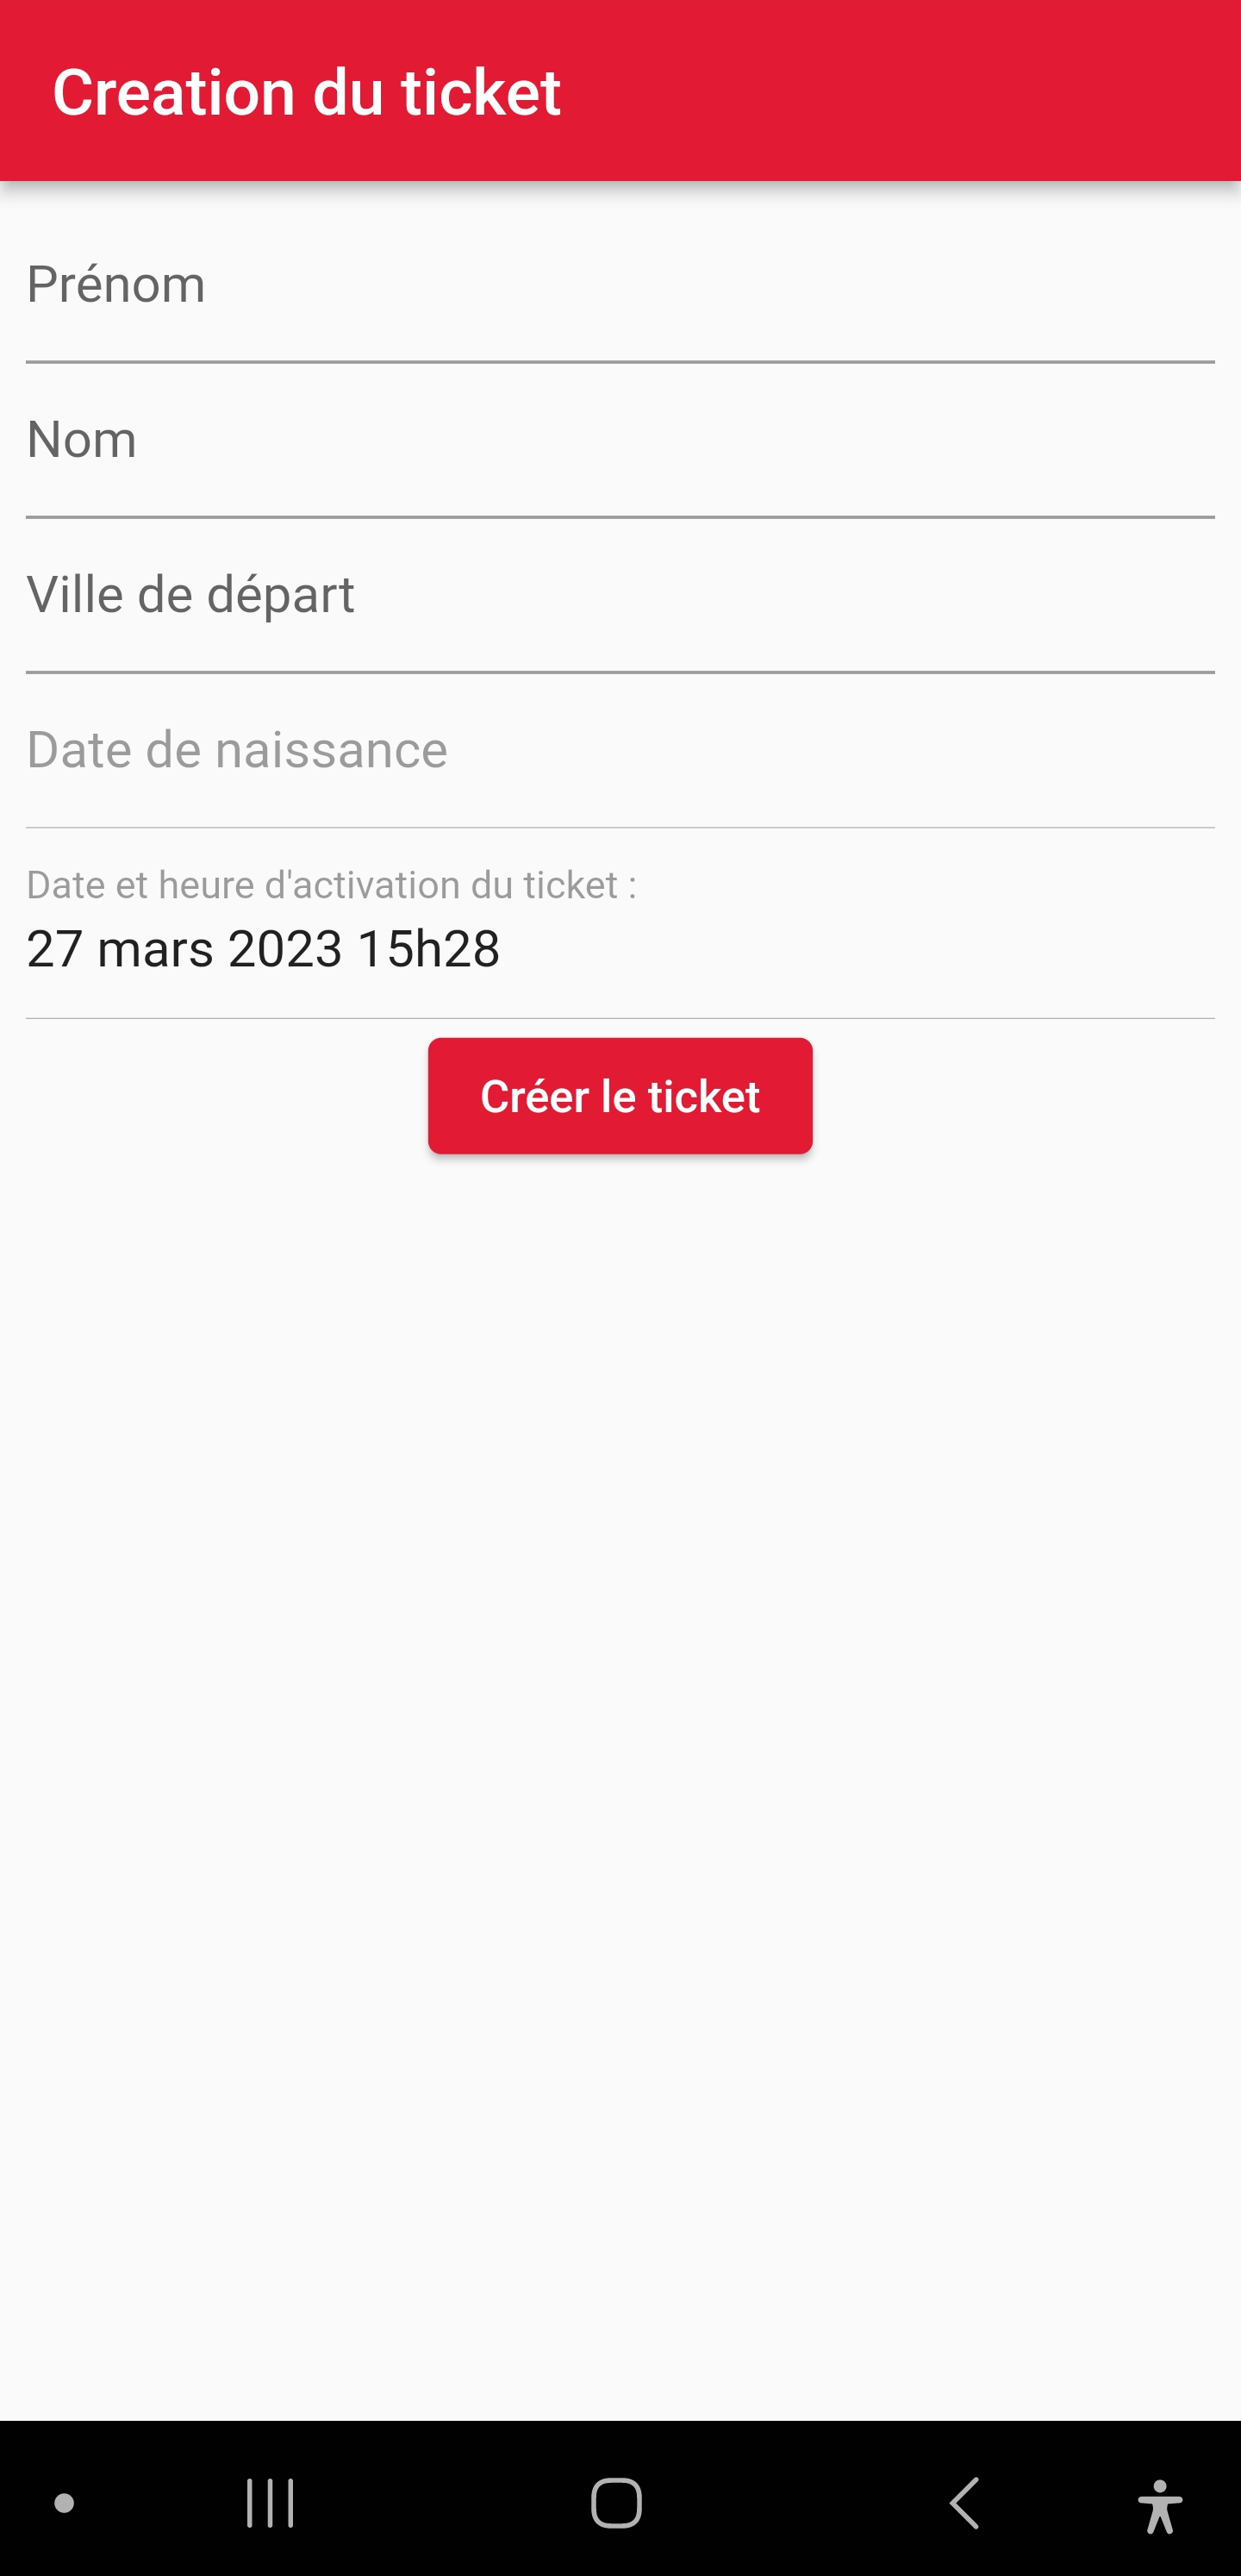 Creation du ticket
Prénom
Nom
Ville de départ
Date de naissance
Date et heure d'activation du ticket :
27 mars 2023 15h28
Créer le ticket